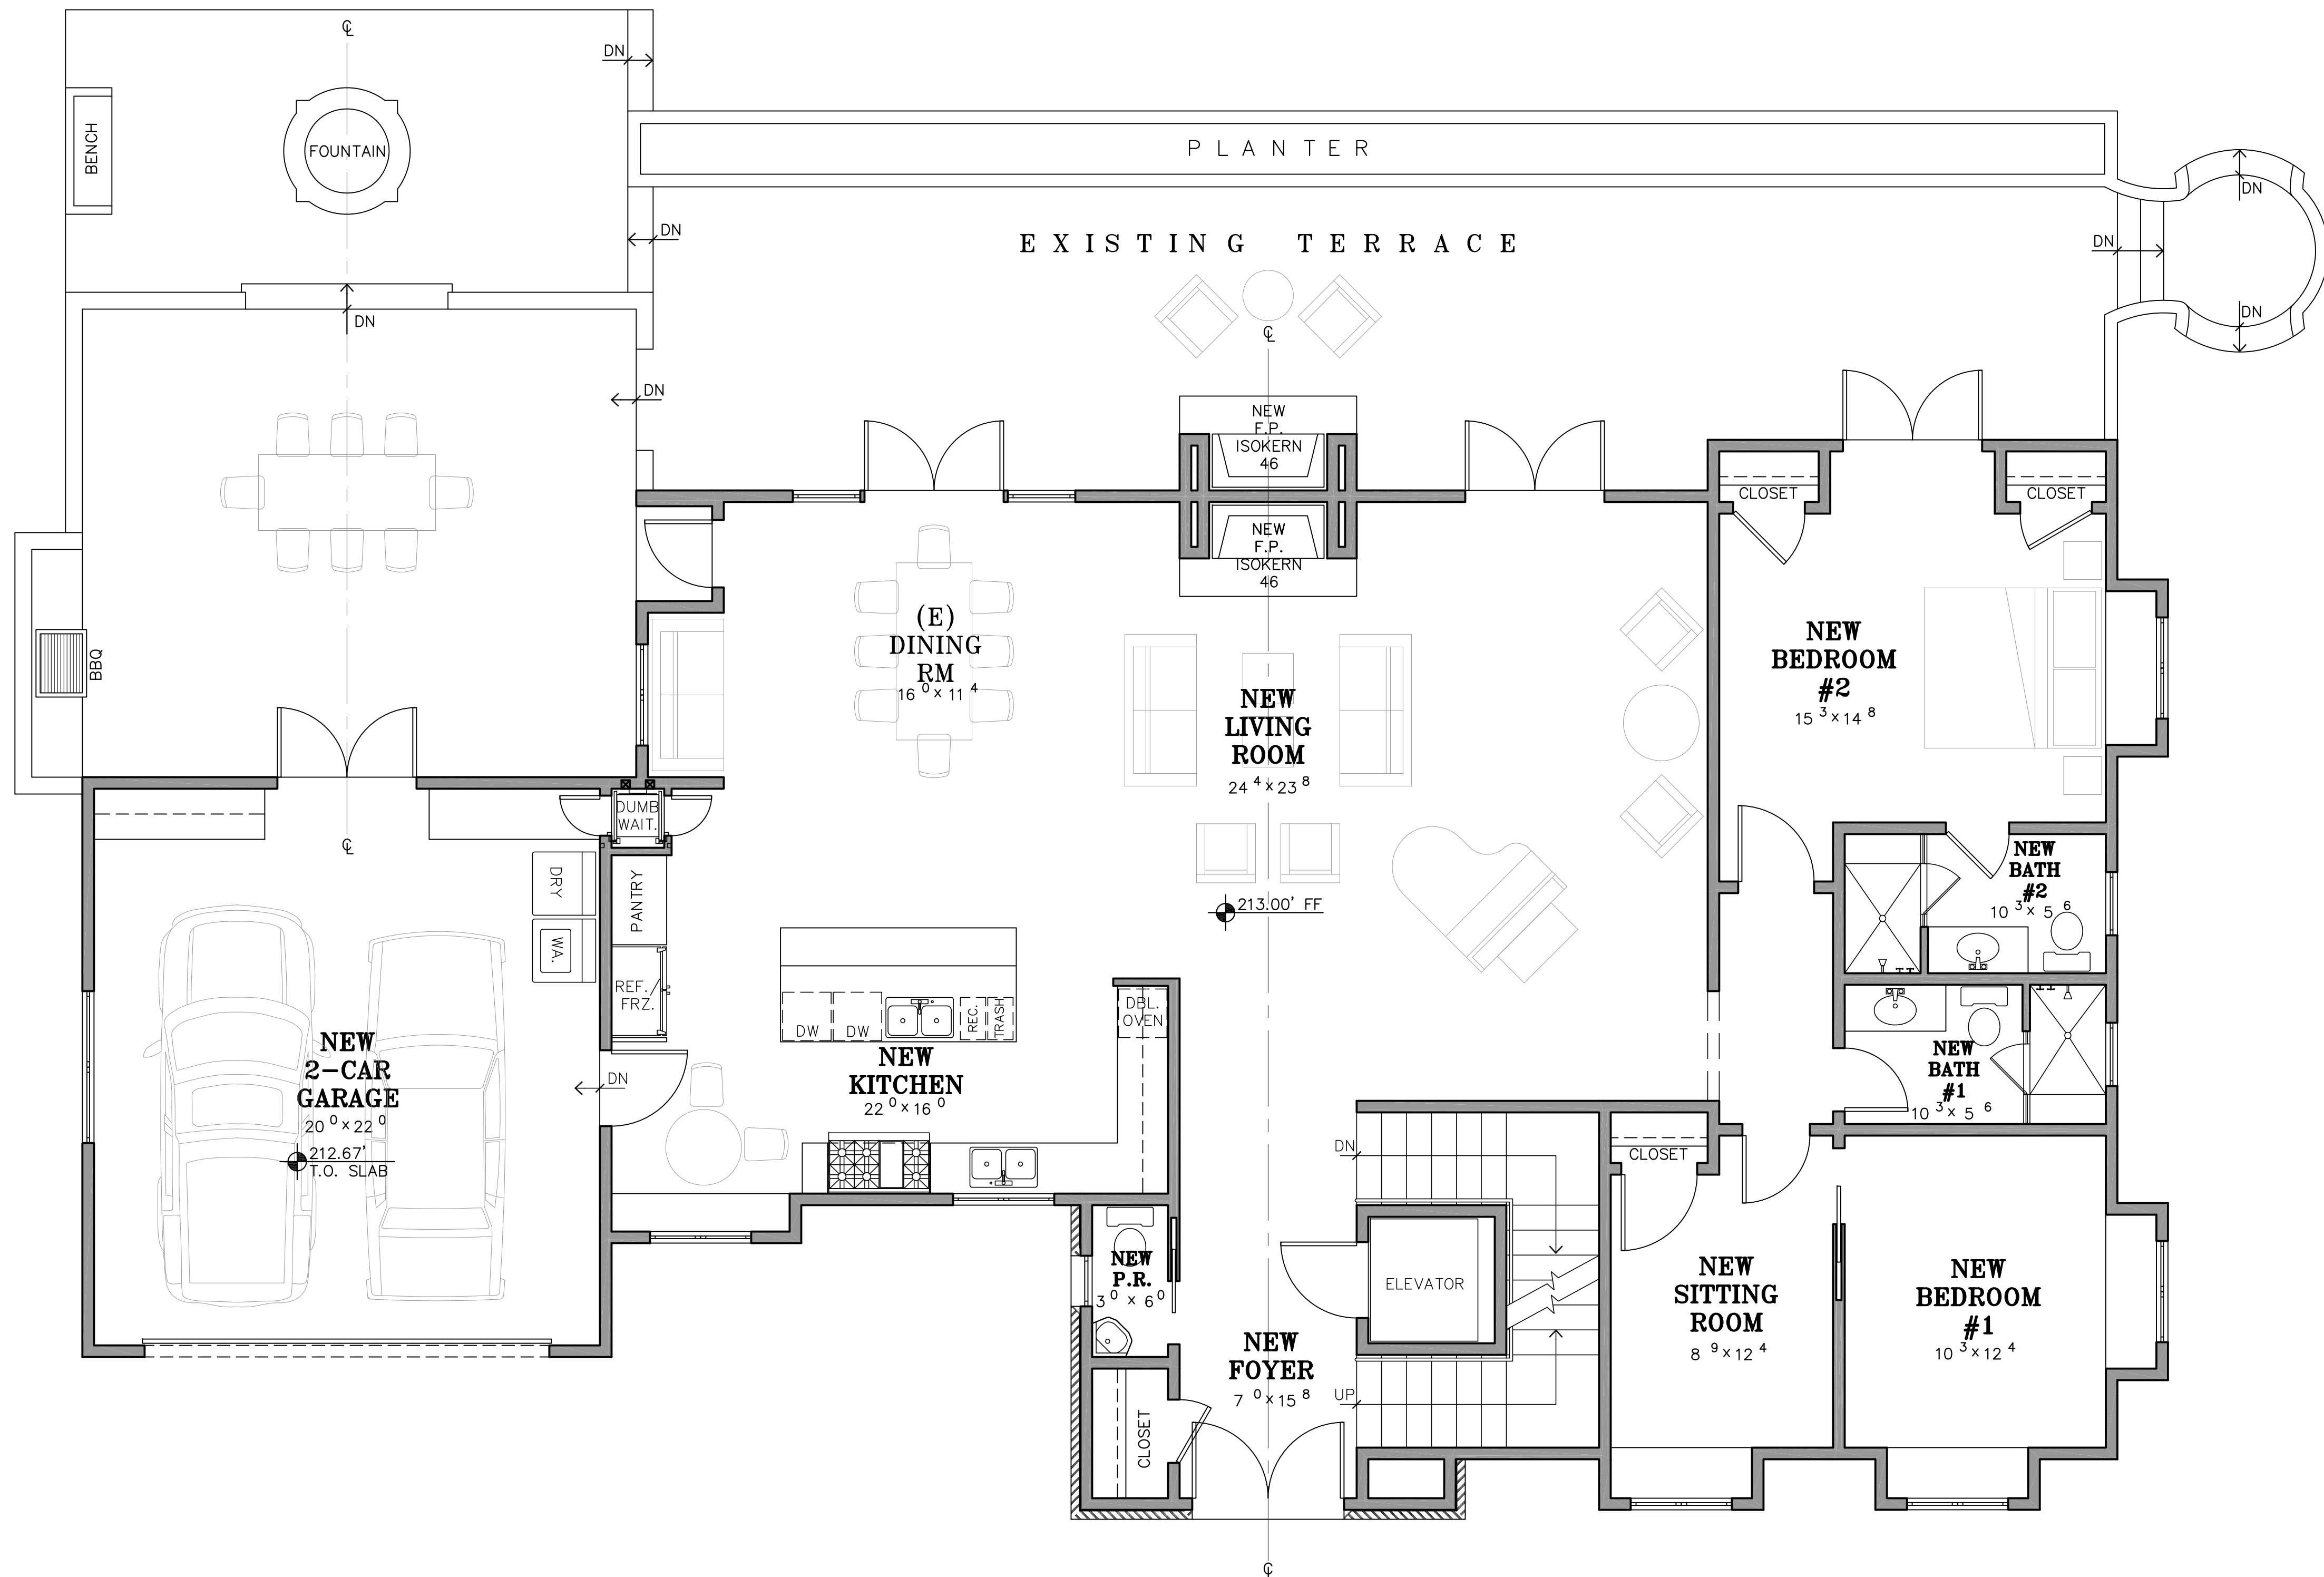 ℄
DN
BENCH
FOUNTAIN
PLANTER
DN
DN
EXISTING TERRACE
DN
DN
℄
DN
DN
NEW
F.P.
ISOKERN
46
NEW
F.P.
ISOKERN
46
CLOSET
CLOSET
BBQ
(E)
DINING
RM
16 0 x 11 4
NEW
LIVING
ROOM
24 4 x 23 8
NEW
BEDROOM
#2
15 3 x 14 8
DUMB
WAIT.
℄
DRY
WA.
PANTRY
REF./
FRZ.
213.00' FF
NEW
BATH
#2
10 3 x 5 6
DW
DW
REC.
TRASH
DBL.
OVEN
NEW
2-CAR
GARAGE
20 0 x 22 0
212.67'
T.O. SLAB
DN
NEW
KITCHEN
22 0 x 16 0
NEW
BATH
#1
10 3 x 5 6
DN
CLOSET
NEW
P.R.
3 0 x 6 0
ELEVATOR
NEW
SITTING
ROOM
8 9 x 12 4
NEW
BEDROOM
#1
10 3 x 12 4
NEW
FOYER
7 0 x 15 8
UP
CLOSET
℄